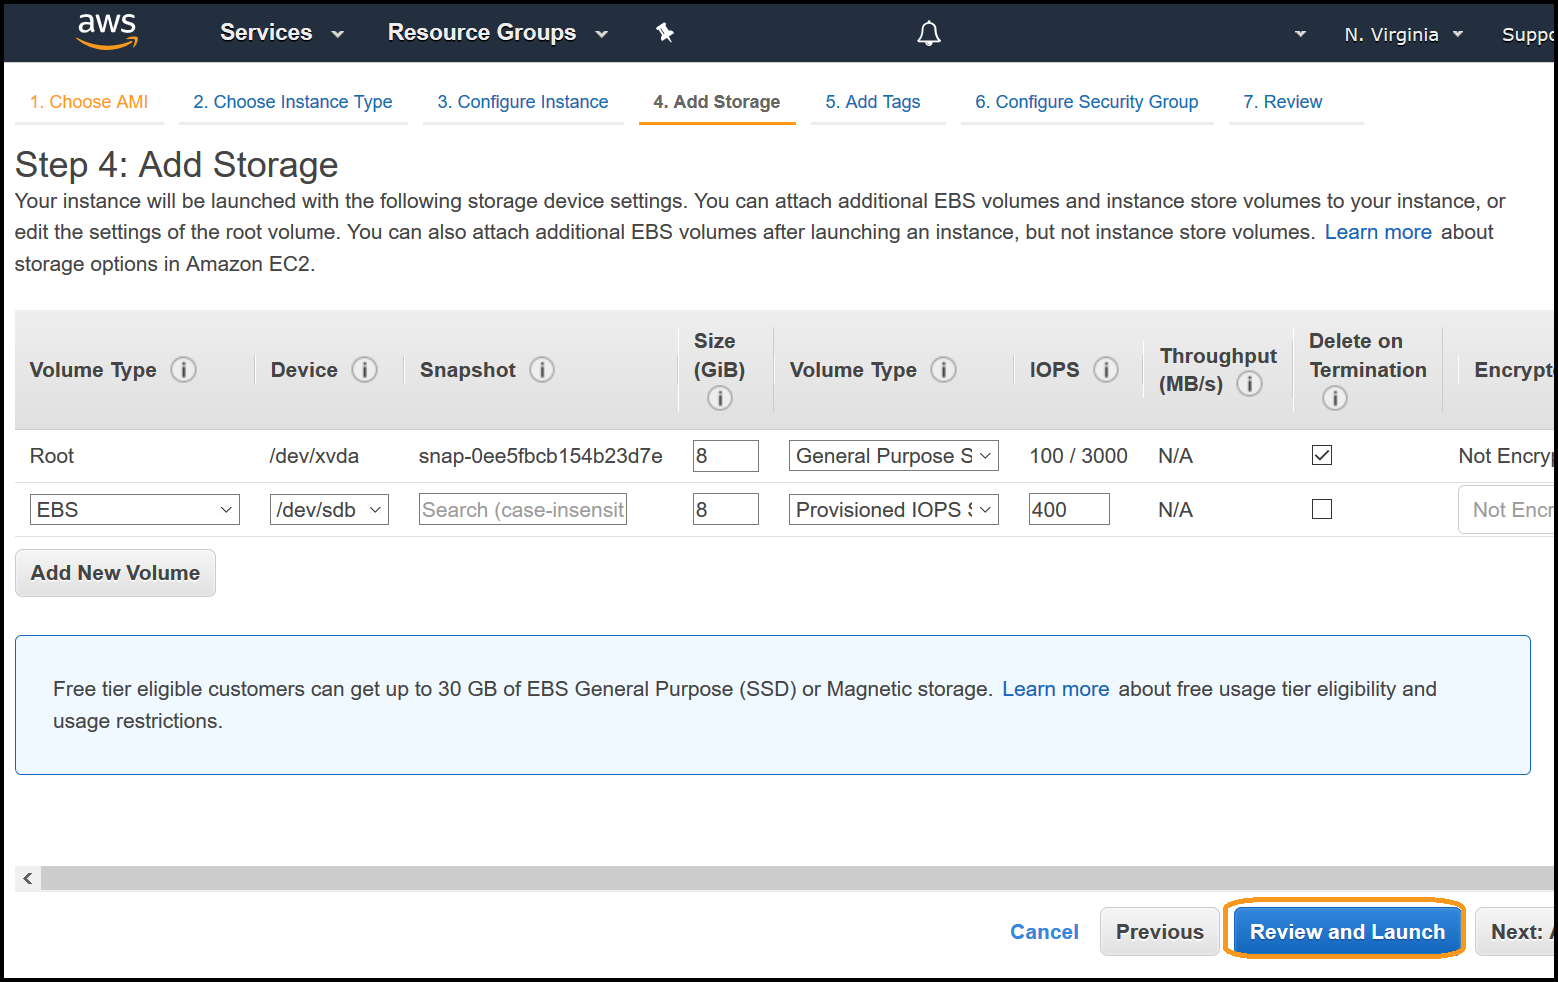 aws Services Resource Groups N. Virginia Suppo
1. Choose AMI 2. Choose Instance Type 3. Configure Instance 4. Add Storage 5. Add Tags 6. Configure Security Group 7. Review
Step 4: Add Storage
Your instance will be launched with the following storage device settings. You can attach additional EBS volumes and instance store volumes to your instance, or
edit the settings of the root volume. You can also attach additional EBS volumes after launching an instance, but not instance store volumes. Learn more about
storage options in Amazon EC2.
Volume Type i Device i Snapshot i Size (GiB) i Volume Type i IOPS i Throughput (MB/s) i Delete on Termination i Encrypt
Root /dev/xvda snap-0ee5fbcb154b23d7e 8 General Purpose S 100 / 3000 N/A Not Encry
EBS /dev/sdb Search (case-insensit 8 Provisioned IOPS S 400 N/A Not Encr
Add New Volume
Free tier eligible customers can get up to 30 GB of EBS General Purpose (SSD) or Magnetic storage. Learn more about free usage tier eligibility and
usage restrictions.
Cancel Previous Review and Launch Next: A